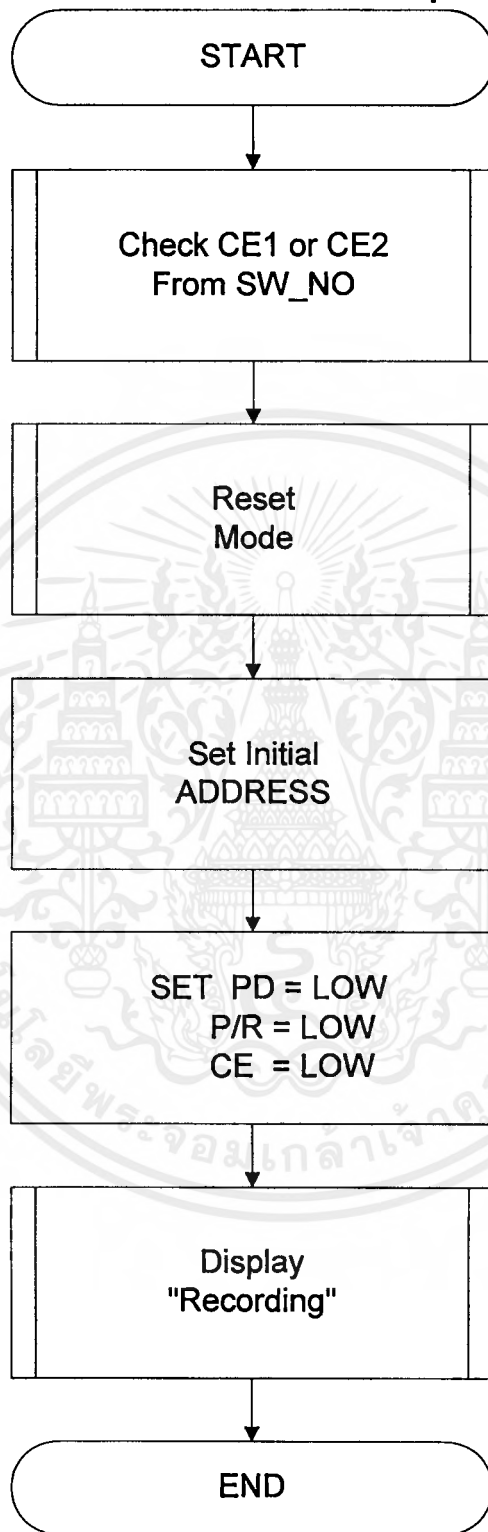 START
Check CE1 or CE2
From SW_NO
Reset
Mode
Set Initial
ADDRESS
SET PD = LOW
P/R = LOW
CE = LOW
Display
"Recording"
END